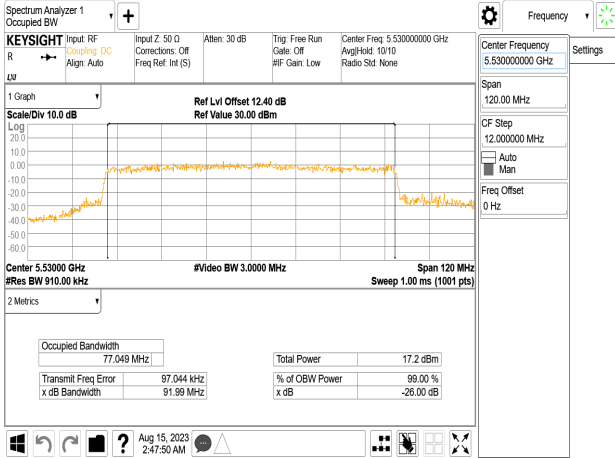 Spectrum Analyzer 1
Occupied BW
KEYSIGHT
R
LXI
Input: RF
Coupling: DC
Align: Auto
Input Z: 50 Ω
Corrections: Off
Freq Ref: Int (S)
Atten: 30 dB
Trig: Free Run
Gate: Off
#IF Gain: Low
Center Freq: 5.530000000 GHz
Avg|Hold: 10/10
Radio Std: None
1 Graph
Scale/Div 10.0 dB
Ref Lvl Offset 12.40 dB
Ref Value 30.00 dBm
Log
20.0
10.0
0.00
-10.0
-20.0
-30.0
-40.0
-50.0
-60.0
Center 5.53000 GHz
#Video BW 3.0000 MHz
Span 120 MHz
#Res BW 910.00 kHz
Sweep 1.00 ms (1001 pts)
2 Metrics
Occupied Bandwidth
77.049 MHz
Total Power 17.2 dBm
Transmit Freq Error 97.044 kHz
% of OBW Power 99.00 %
x dB Bandwidth 91.99 MHz
x dB -26.00 dB
?
Aug 15, 2023
2:47:50 AM
Frequency
Center Frequency
5.530000000 GHz
Settings
Span
120.00 MHz
CF Step
12.000000 MHz
Auto
Man
Freq Offset
0 Hz